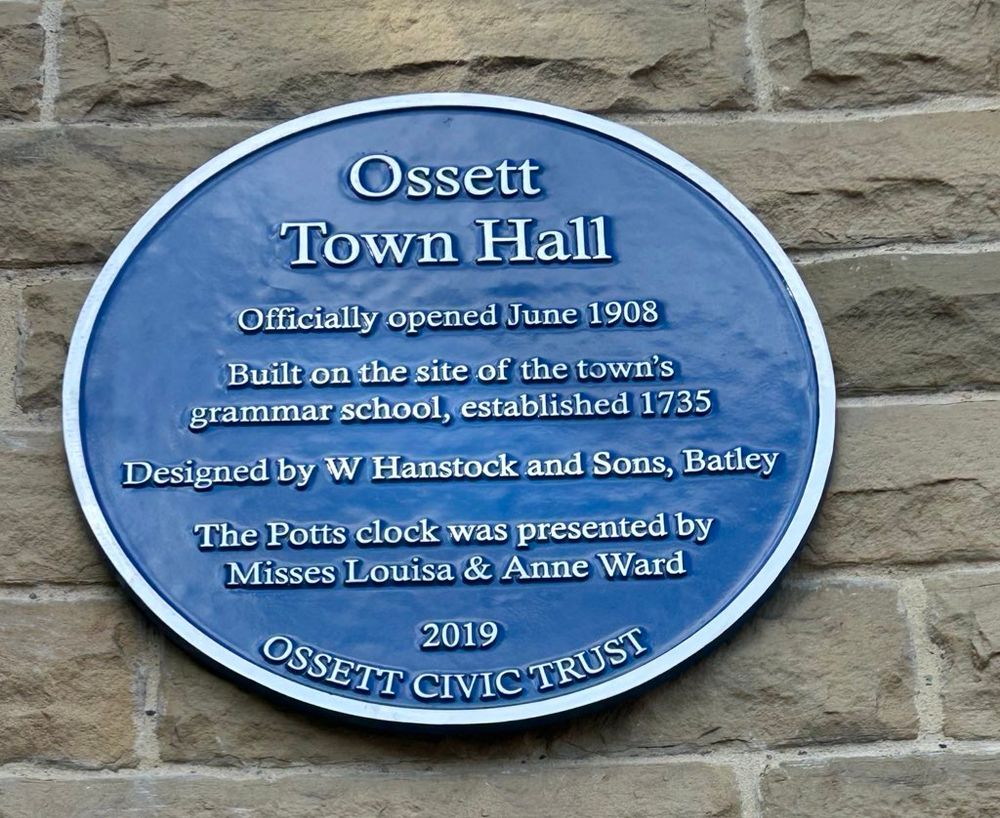 Ossett
Town Hall
Officially opened June 1908
Built on the site of the town's
grammar school, established 1735
Designed by W Hanstock and Sons, Batley
The Potts clock was presented by
Misses Louisa & Anne Ward
2019
OSSETT CIVIC TRUST